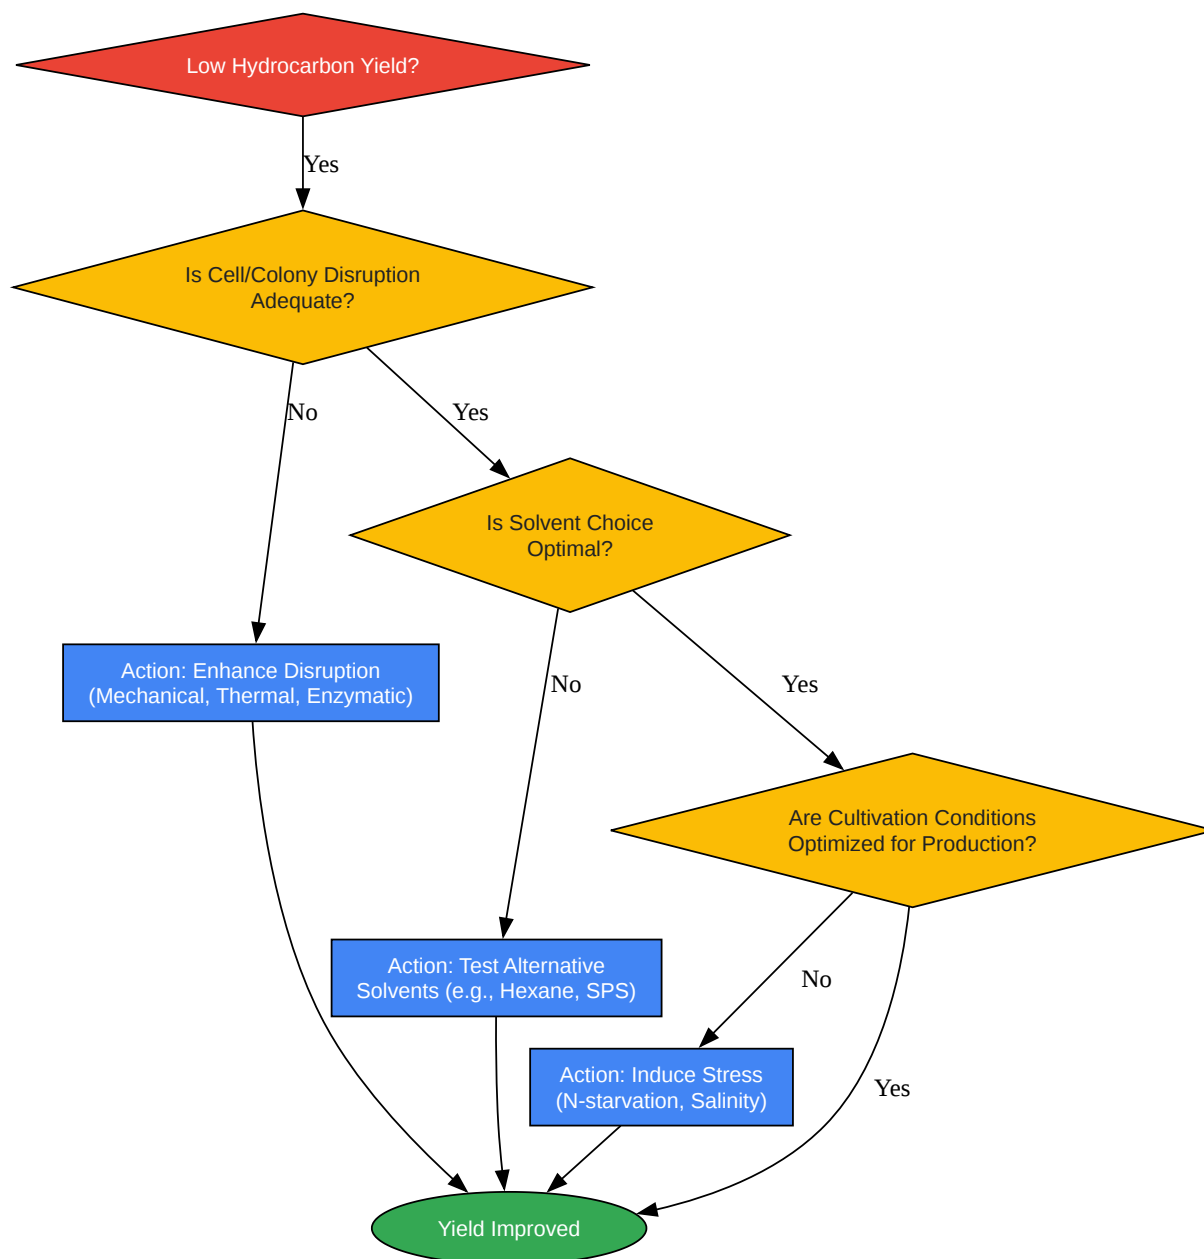 Low Hydrocarbon Yield?
Yes
Is Cell/Colony Disruption
Adequate?
No
Yes
Is Solvent Choice
Optimal?
Action: Enhance Disruption
(Mechanical, Thermal, Enzymatic)
No
Yes
Are Cultivation Conditions
Optimized for Production?
Action: Test Alternative
Solvents (e.g., Hexane, SPS)
No
Action: Induce Stress
(N-starvation, Salinity)
Yes
Yield Improved